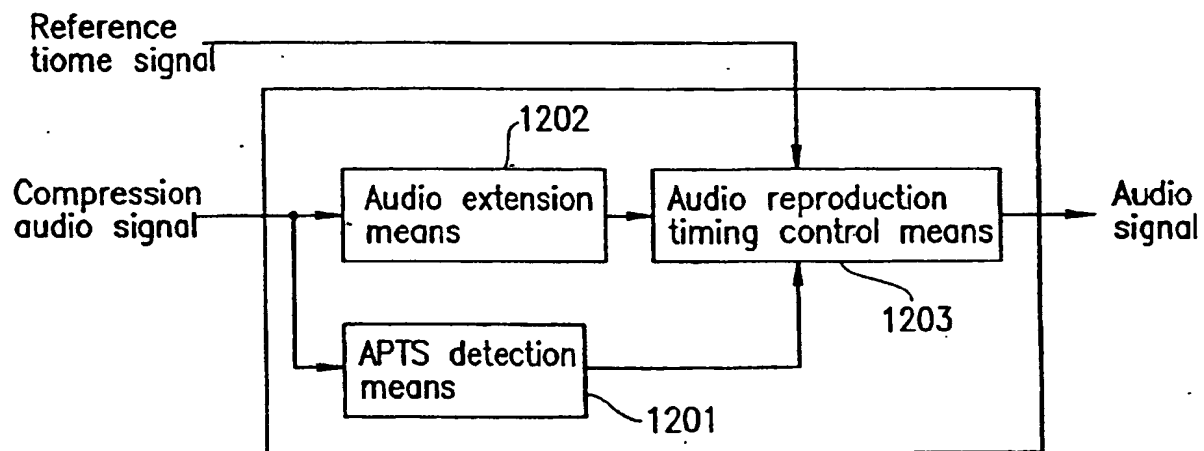 Reference
tiome signal
1202
Compression
audio signal
Audio extension
means
Audio reproduction
timing control means
Audio
signal
1203
APTS detection
means
1201